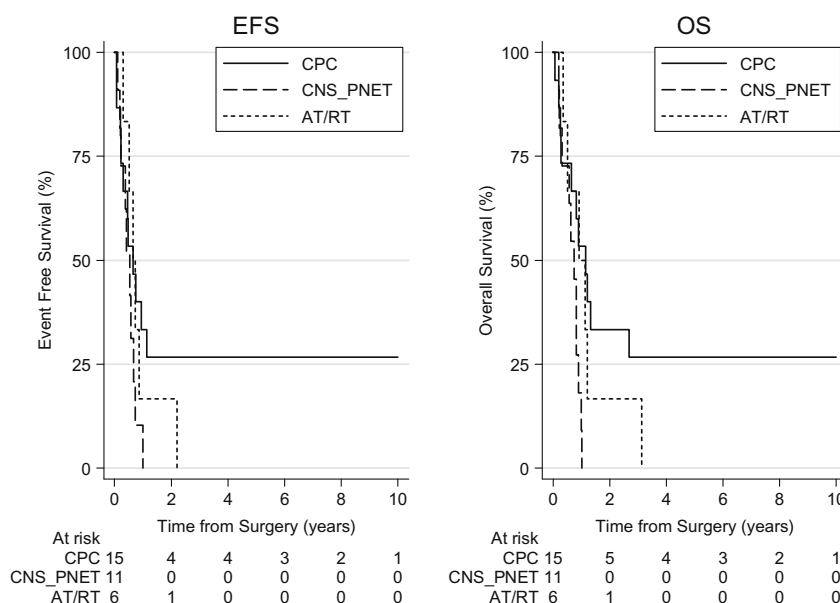 EFS
OS
CPC
CNS_PNET
AT/RT
CPC
CNS_PNET
AT/RT
Event Free Survival (%)
100
75
50
25
0
0 2 4 6 8 10
Time from Surgery (years)
At risk
CPC 15 4 4 3 2 1
CNS_PNET 11 0 0 0 0 0
AT/RT 6 1 0 0 0 0
Overall Survival (%)
100
75
50
25
0
0 2 4 6 8 10
Time from Surgery (years)
At risk
CPC 15 5 4 3 2 1
CNS_PNET 11 0 0 0 0 0
AT/RT 6 1 0 0 0 0